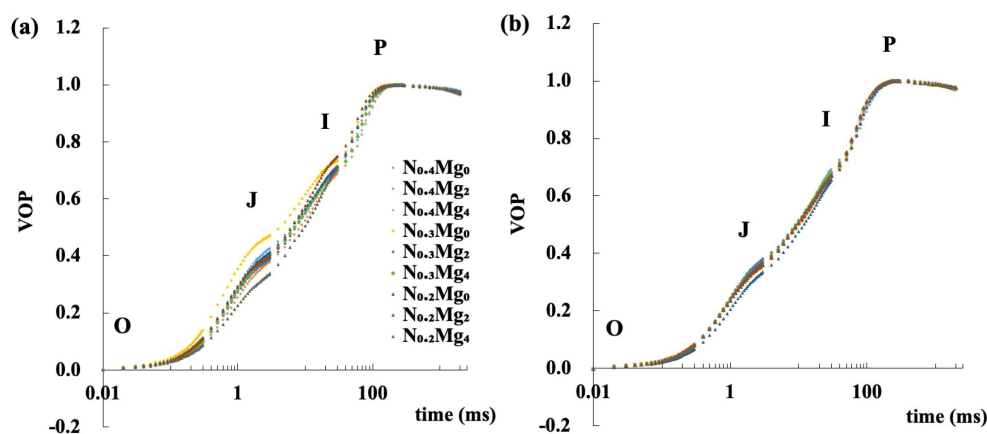 (a)
1.2
1.0
0.8
0.6
0.4
0.2
0.0
-0.2
VOP
O
J
I
P
N₀.₄Mg₀
N₀.₄Mg₂
N₀.₄Mg₄
N₀.₃Mg₀
N₀.₃Mg₂
N₀.₃Mg₄
N₀.₂Mg₀
N₀.₂Mg₂
N₀.₂Mg₄
0.01
1
100
time (ms)
(b)
1.2
1.0
0.8
0.6
0.4
0.2
0.0
-0.2
VOP
O
J
I
P
0.01
1
100
time (ms)